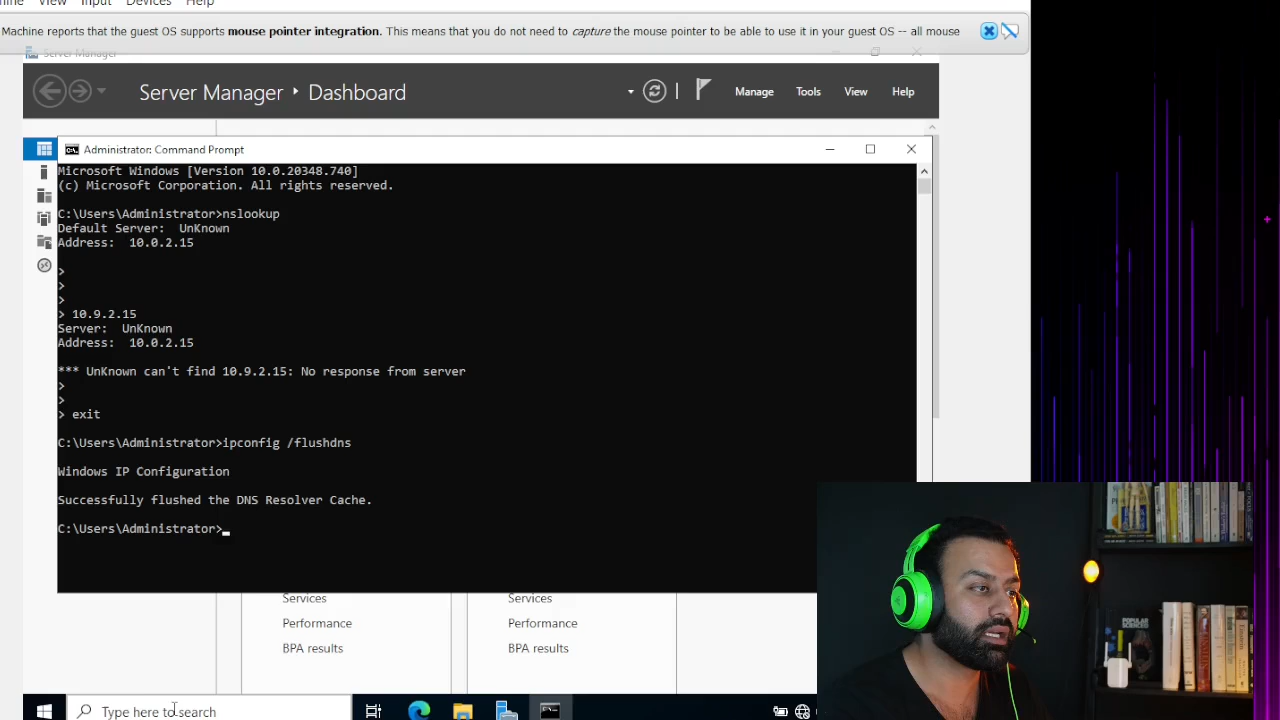 Input
Devices
Help
Machine reports that the guest OS supports mouse pointer integration. This means that you do not need to capture the mouse pointer to be able to use it in your guest OS -- all mouse
Server Manager
Server Manager ‣ Dashboard
Manage
Tools
View
Help
Administrator: Command Prompt
Microsoft Windows [Version 10.0.20348.740]
(c) Microsoft Corporation. All rights reserved.
C:\Users\Administrator>nslookup
Default Server:  UnKnown
Address:  10.0.2.15
>
>
>
> 10.9.2.15
Server:  UnKnown
Address:  10.0.2.15
*** UnKnown can't find 10.9.2.15: No response from server
>
>
> exit
C:\Users\Administrator>ipconfig /flushdns
Windows IP Configuration
Successfully flushed the DNS Resolver Cache.
C:\Users\Administrator>_
Services
Services
Performance
Performance
BPA results
BPA results
POPULAR
Type here to search